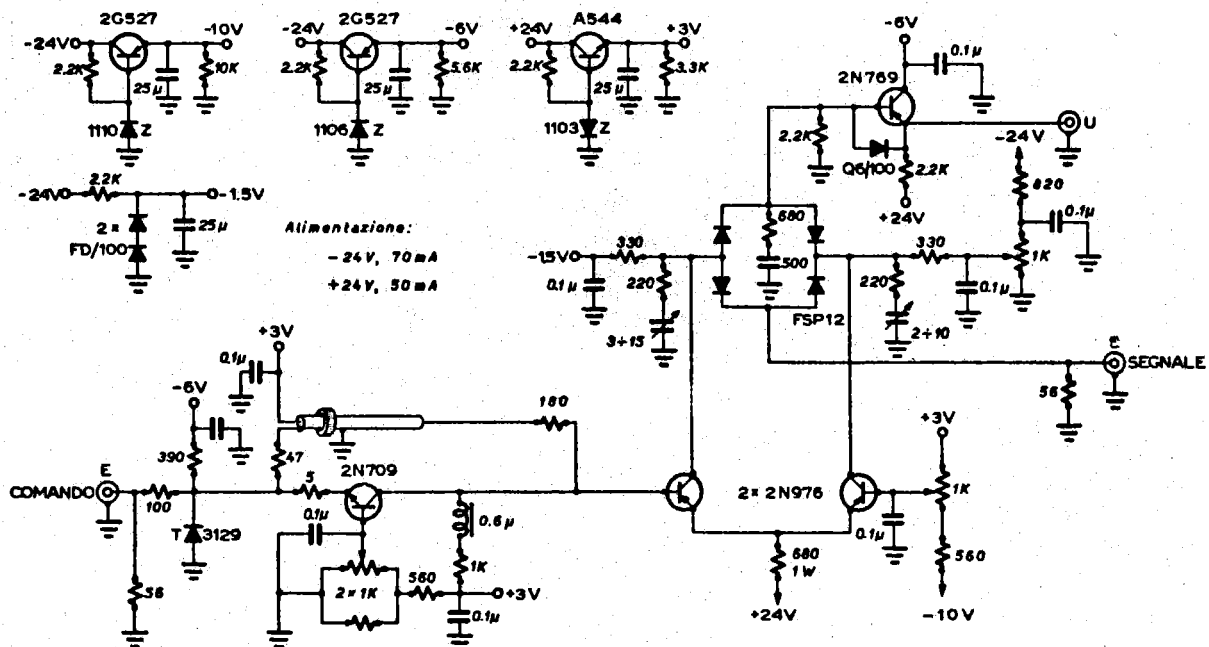 2G527
-24V
-10V
2.2K
25μ
10K
1110
Z
2G527
-24V
-6V
2.2K
25μ
5.6K
1106
Z
A544
+24V
+3V
2.2K
25μ
3.3K
1103
Z
-6V
0.1μ
2N769
2.2K
Q6/100
2.2K
+24V
U
-24V
820
0.1μ
1K
-24V
2.2K
-1.5V
2×
FD/100
25μ
Alimentazione:
-24V, 70mA
+24V, 50mA
-1.5V
330
0.1μ
220
3÷15
680
500
FSP12
330
220
2÷10
0.1μ
E
SEGNALE
56
+3V
0.1μ
-6V
390
47
180
COMANDO
E
100
5
2N709
T
3129
56
0.1μ
2×1K
560
0.6μ
1K
+3V
0.1μ
2× 2N976
680
1W
+24V
+3V
1K
0.1μ
560
-10V